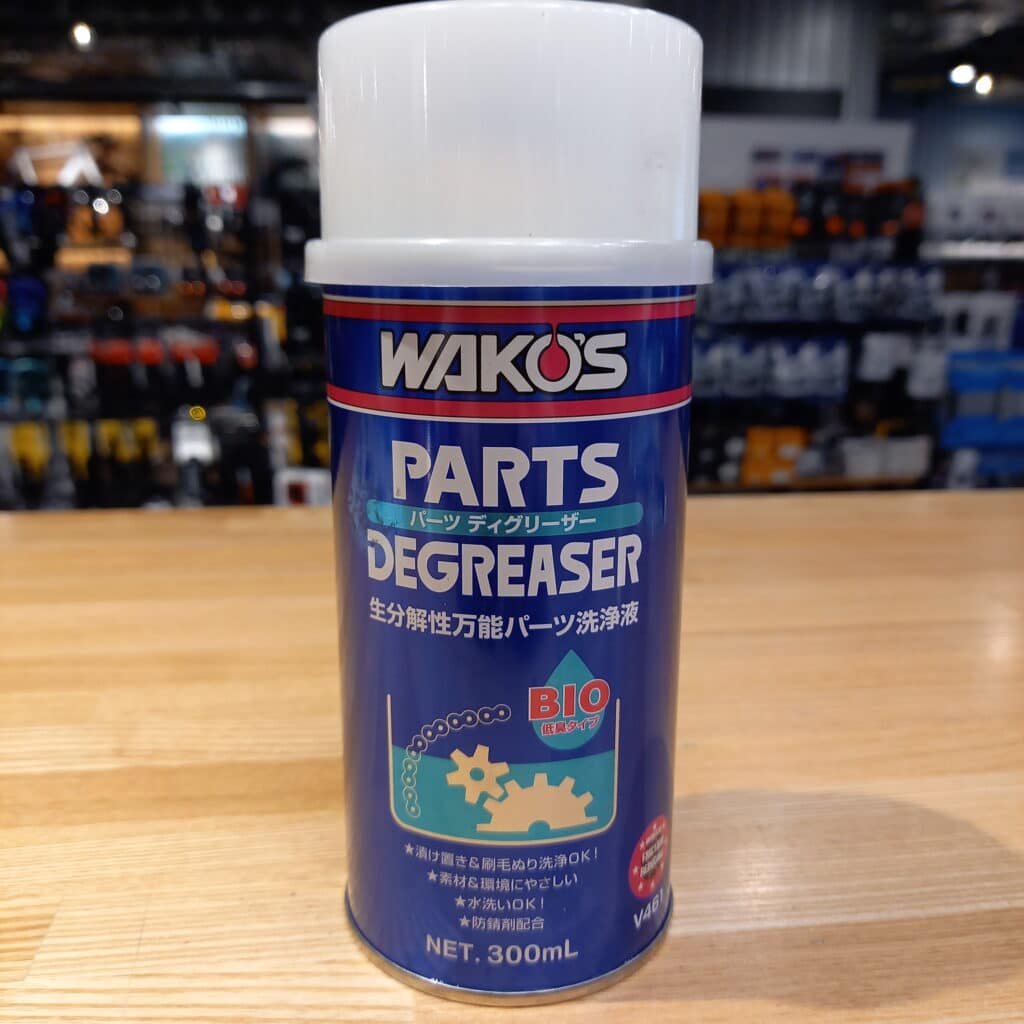 WAKO'S
PARTS
パーツ ディグリーザー
DEGREASER
生分解性万能パーツ洗浄液
BIO
低臭タイプ
★漬け置き&刷毛ぬり洗浄OK!
★素材&環境にやさしい
★水洗いOK!
★防錆剤配合
V461
NET. 300mL